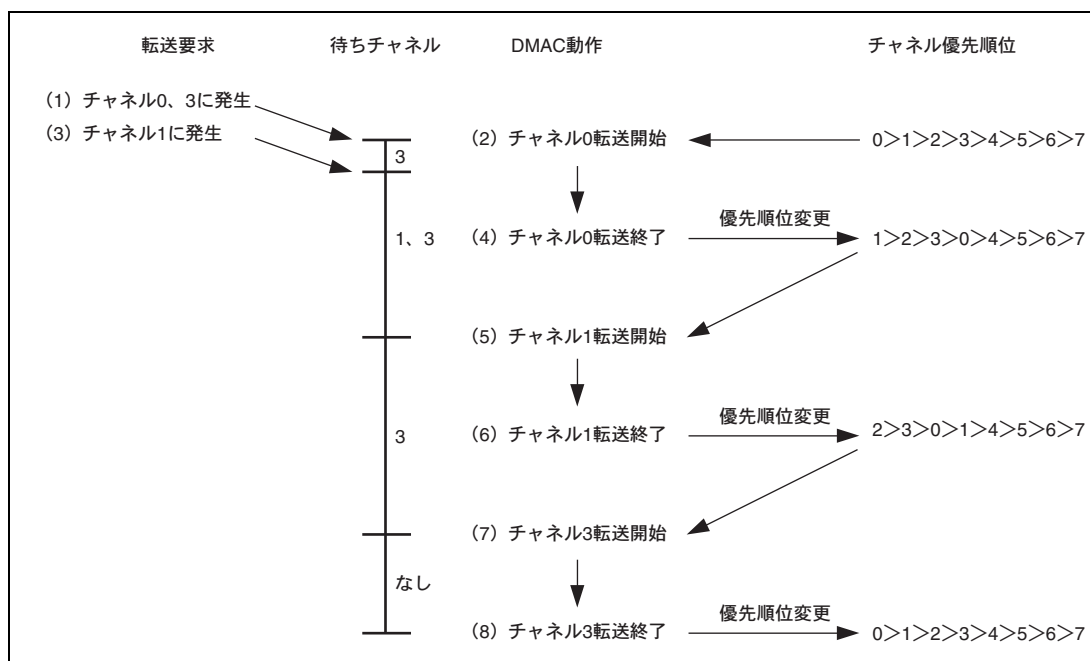 転送要求 待ちチャネル DMAC動作 チャネル優先順位
(1) チャネル0、3に発生
(3) チャネル1に発生
(2) チャネル0転送開始 0＞1＞2＞3＞4＞5＞6＞7
3
優先順位変更
1、3 (4) チャネル0転送終了 1＞2＞3＞0＞4＞5＞6＞7
(5) チャネル1転送開始
優先順位変更
3 (6) チャネル1転送終了 2＞3＞0＞1＞4＞5＞6＞7
(7) チャネル3転送開始
なし
優先順位変更
(8) チャネル3転送終了 0＞1＞2＞3＞4＞5＞6＞7